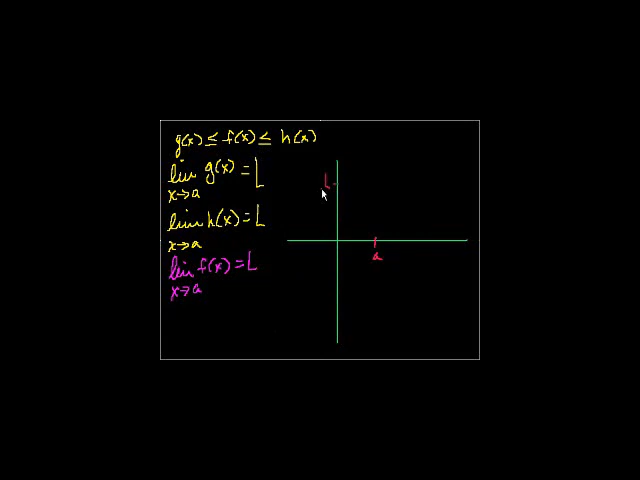 g(x) ≤ f(x) ≤ h(x)
lim g(x) = L
x→a
lim h(x) = L
x→a
lim f(x) = L
x→a
L
a